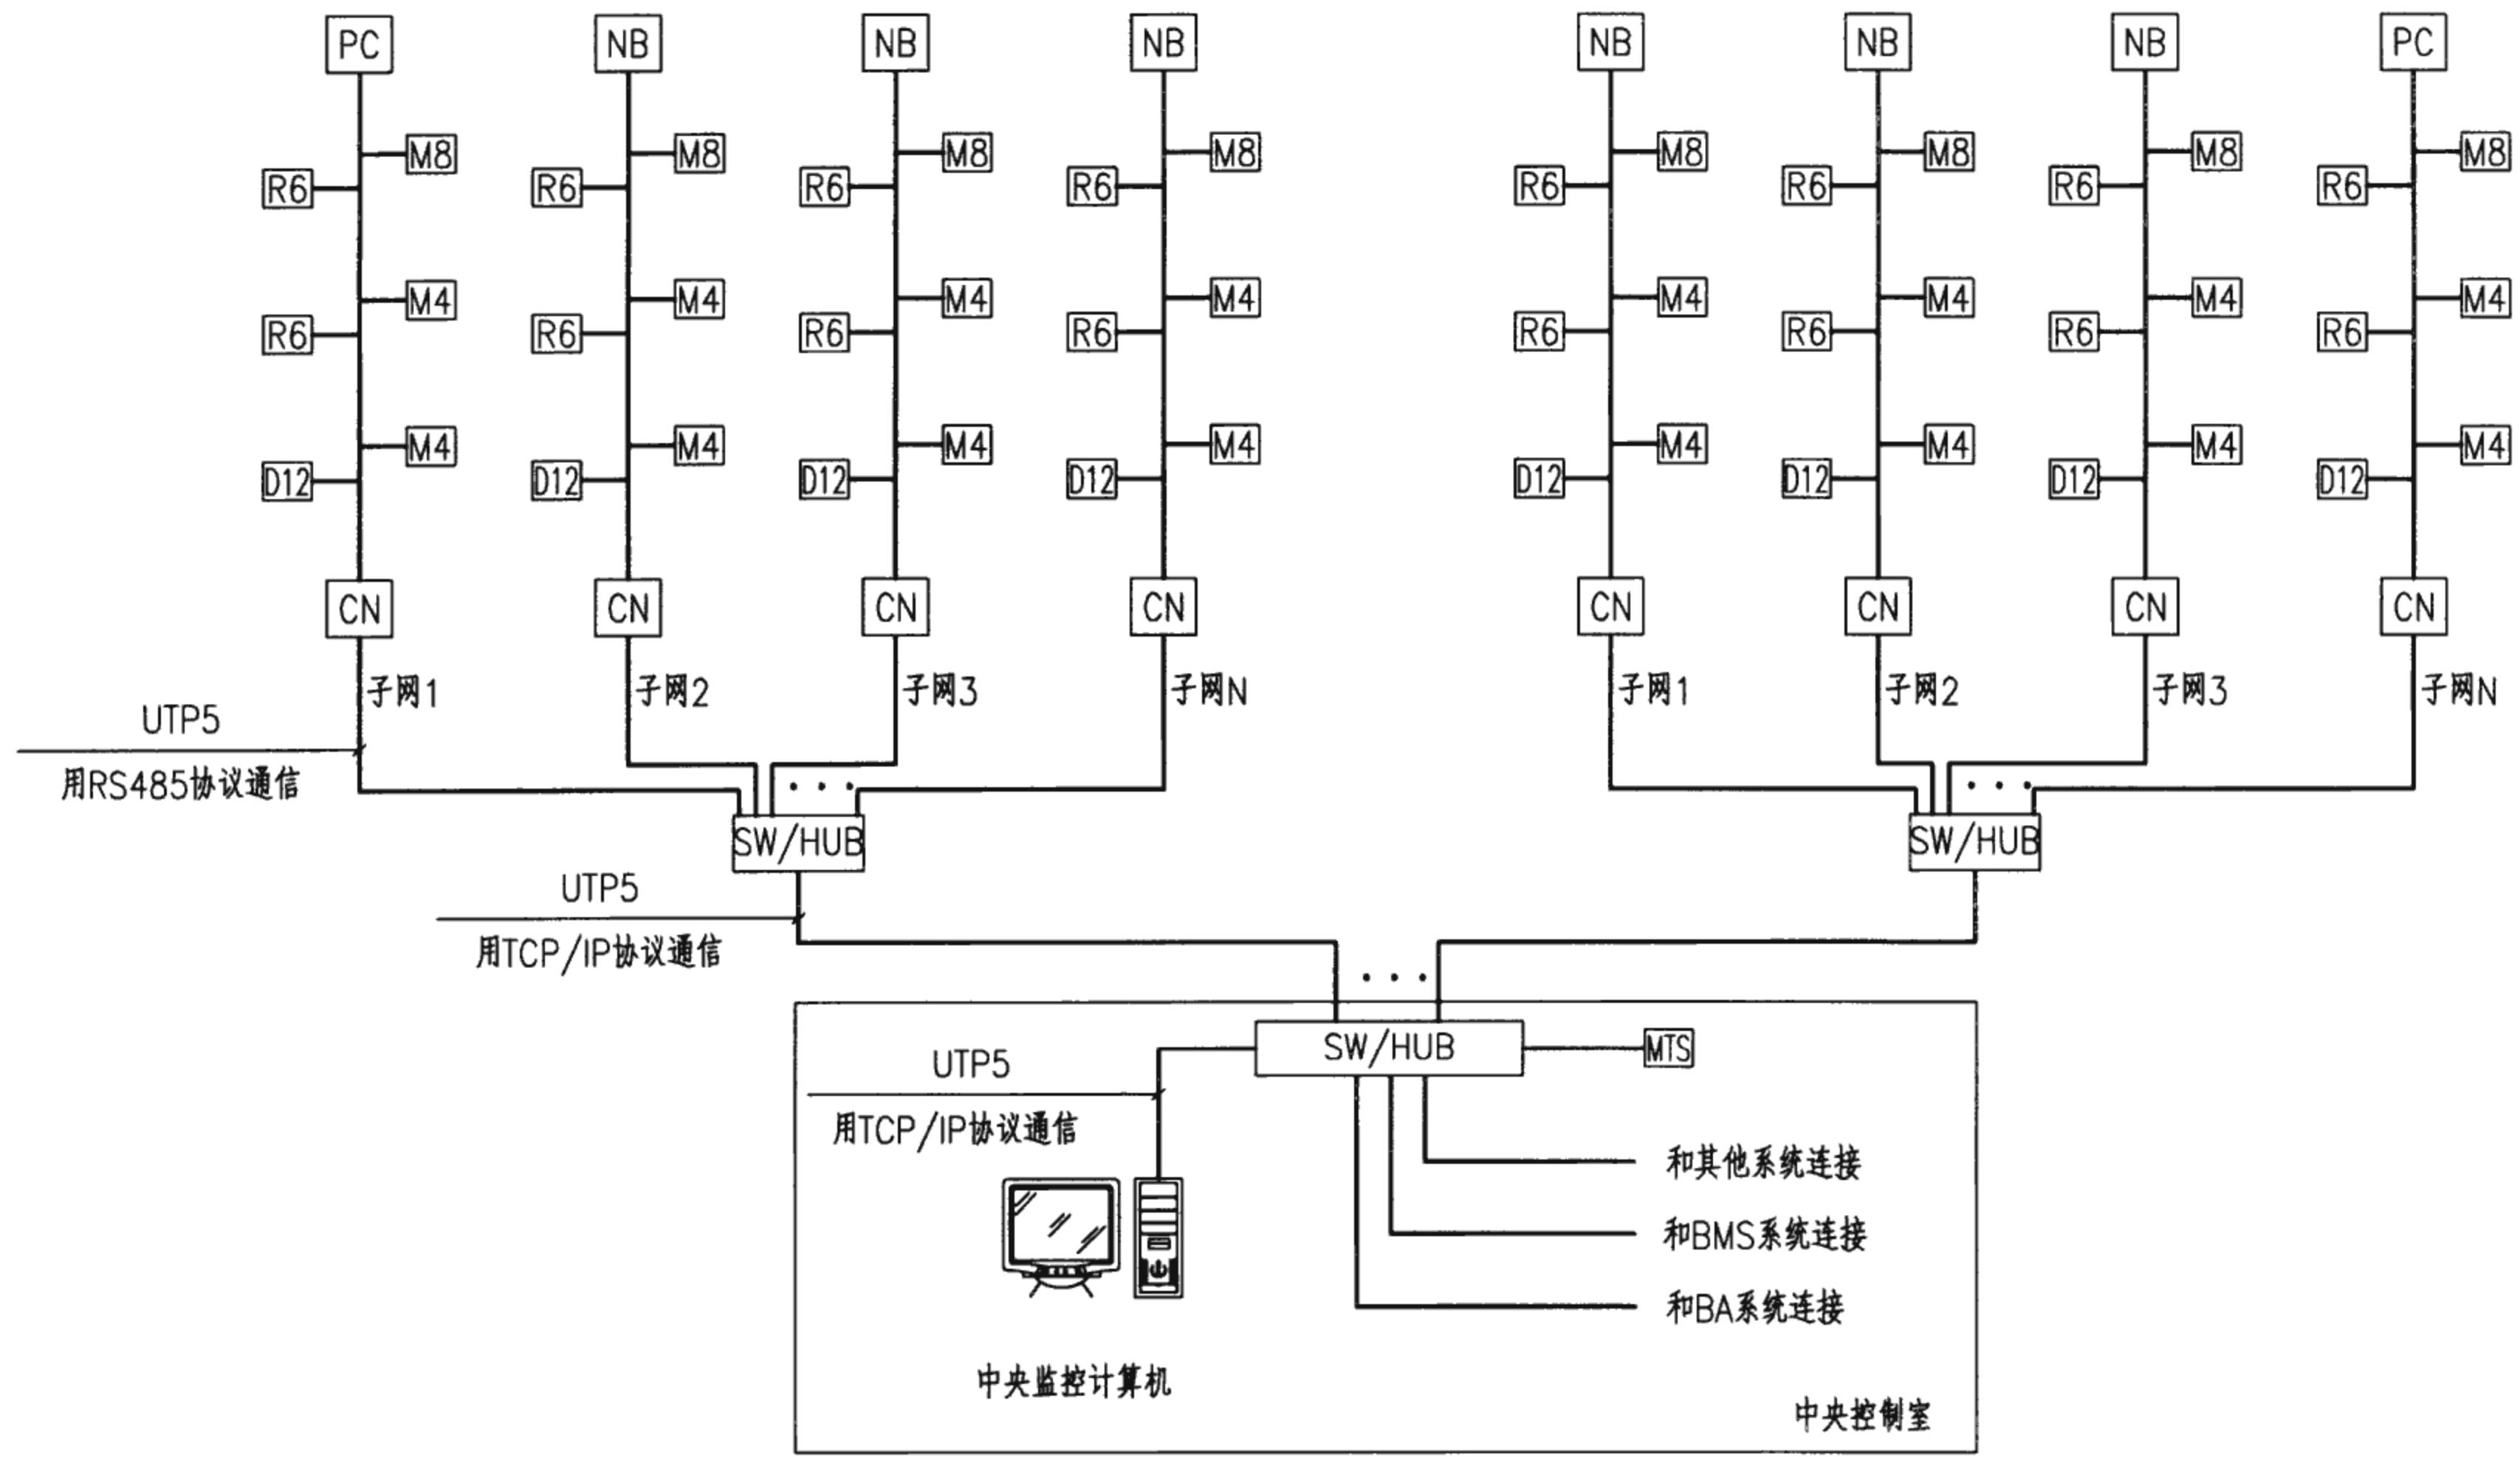 PC NB NB NB NB NB NB PC
M8 M8 M8 M8 M8 M8 M8 M8
R6 R6 R6 R6 R6 R6 R6 R6
M4 M4 M4 M4 M4 M4 M4 M4
R6 R6 R6 R6 R6 R6 R6 R6
M4 M4 M4 M4 M4 M4 M4 M4
D12 D12 D12 D12 D12 D12 D12 D12
CN CN CN CN CN CN CN CN
子网1 子网2 子网3 子网N 子网1 子网2 子网3 子网N
UTP5
用RS485协议通信
SW/HUB SW/HUB
UTP5
用TCP/IP协议通信
SW/HUB MTS
UTP5
用TCP/IP协议通信
和其他系统连接
和BMS系统连接
和BA系统连接
中央监控计算机
中央控制室